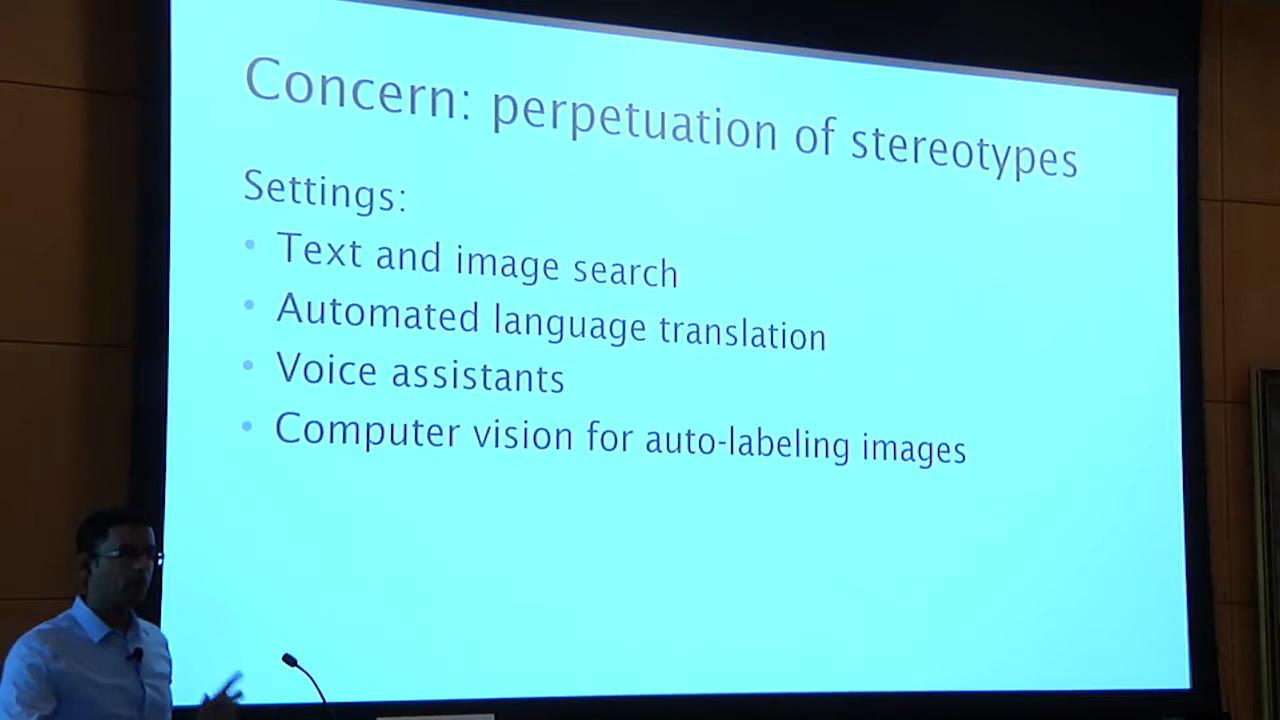 Concern: perpetuation of stereotypes
Settings:
• Text and image search
• Automated language translation
• Voice assistants
• Computer vision for auto-labeling images